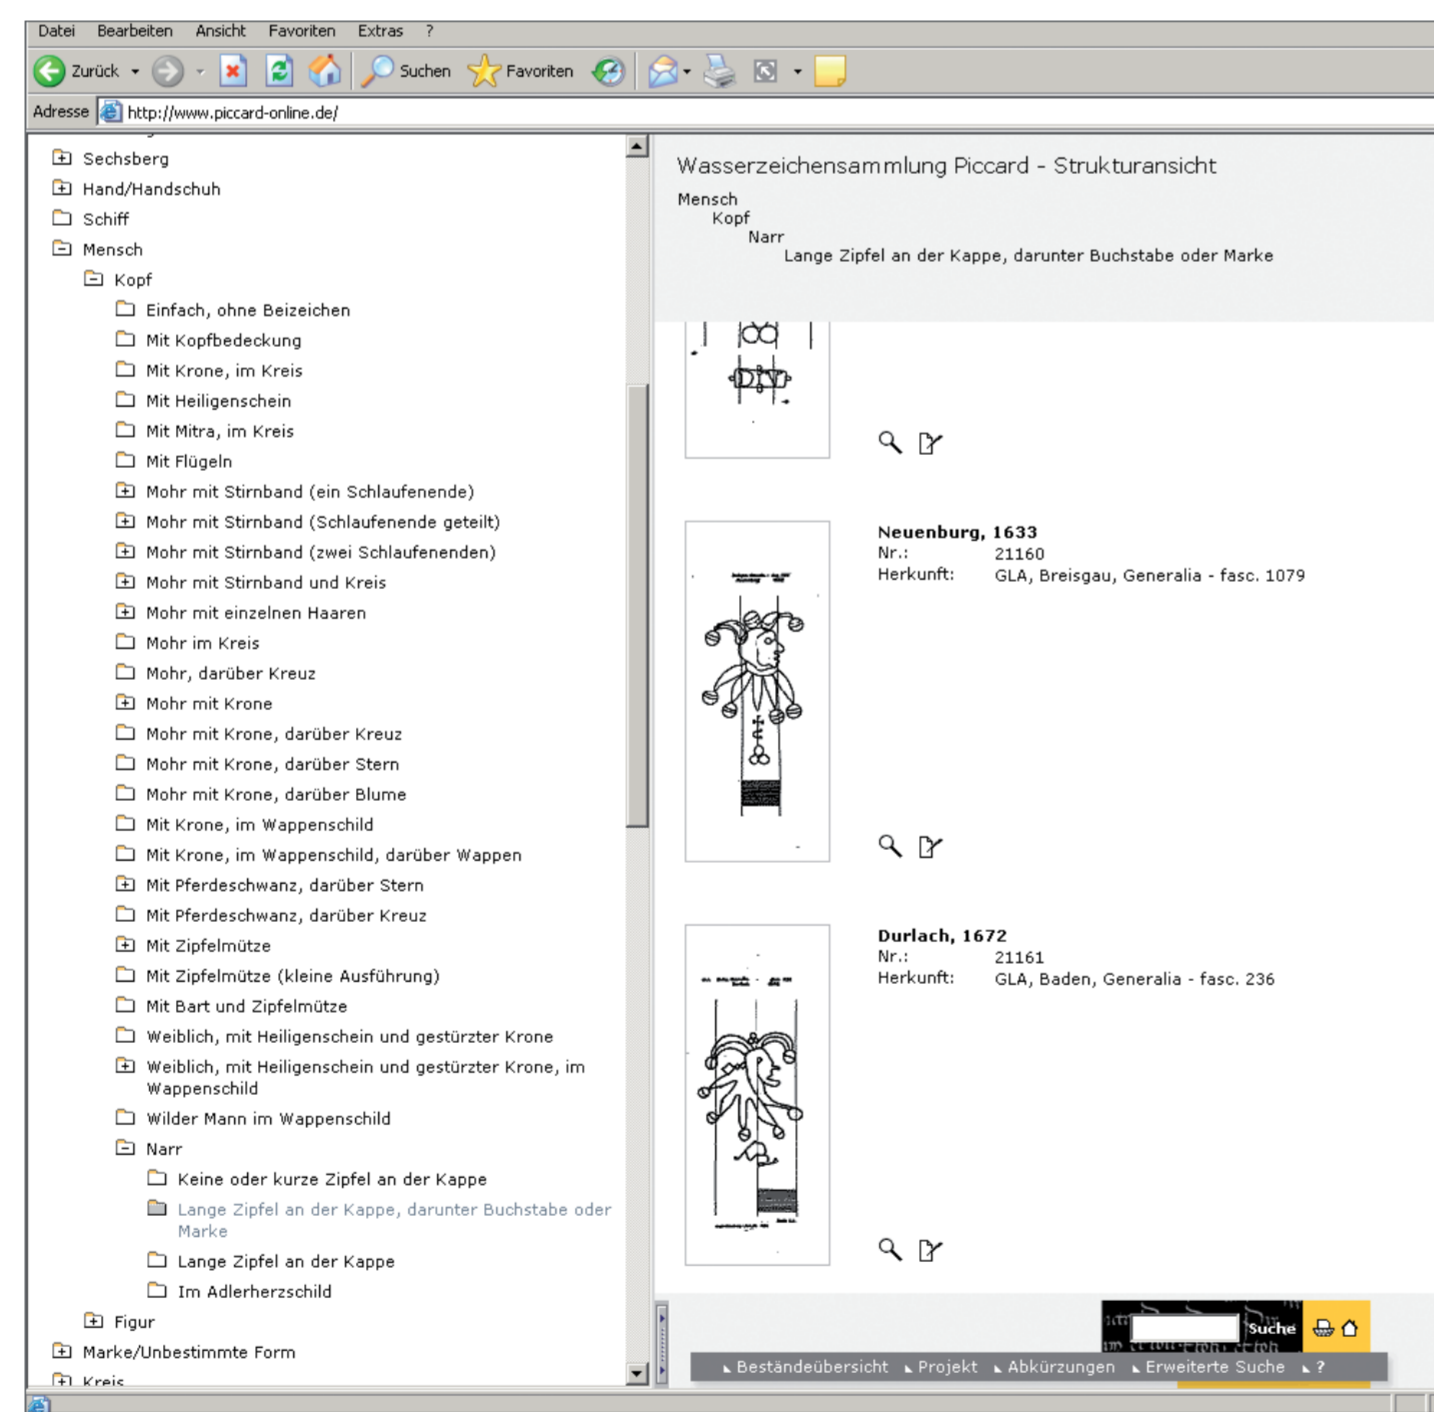 Datei Bearbeiten Ansicht Favoriten Extras ?
Zurück Suchen Favoriten
Adresse http://www.piccard-online.de/
Sechsberg
Hand/Handschuh
Schiff
Mensch
Kopf
Einfach, ohne Beizeichen
Mit Kopfbedeckung
Mit Krone, im Kreis
Mit Heiligenschein
Mit Mitra, im Kreis
Mit Flügeln
Mohr mit Stirnband (ein Schlaufenende)
Mohr mit Stirnband (Schlaufenende geteilt)
Mohr mit Stirnband (zwei Schlaufenenden)
Mohr mit Stirnband und Kreis
Mohr mit einzelnen Haaren
Mohr im Kreis
Mohr, darüber Kreuz
Mohr mit Krone
Mohr mit Krone, darüber Kreuz
Mohr mit Krone, darüber Stern
Mohr mit Krone, darüber Blume
Mit Krone, im Wappenschild
Mit Krone, im Wappenschild, darüber Wappen
Mit Pferdeschwanz, darüber Stern
Mit Pferdeschwanz, darüber Kreuz
Mit Zipfelmütze
Mit Zipfelmütze (kleine Ausführung)
Mit Bart und Zipfelmütze
Weiblich, mit Heiligenschein und gestürzter Krone
Weiblich, mit Heiligenschein und gestürzter Krone, im
Wappenschild
Wilder Mann im Wappenschild
Narr
Keine oder kurze Zipfel an der Kappe
Lange Zipfel an der Kappe, darunter Buchstabe oder
Marke
Lange Zipfel an der Kappe
Im Adlerherzschild
Figur
Marke/Unbestimmte Form
Kreis
Wasserzeichensammlung Piccard - Strukturansicht
Mensch
Kopf
Narr
Lange Zipfel an der Kappe, darunter Buchstabe oder Marke
Neuenburg, 1633
Nr.: 21160
Herkunft: GLA, Breisgau, Generalia - fasc. 1079
Durlach, 1672
Nr.: 21161
Herkunft: GLA, Baden, Generalia - fasc. 236
Suche
Beständeübersicht Projekt Abkürzungen Erweiterte Suche ?